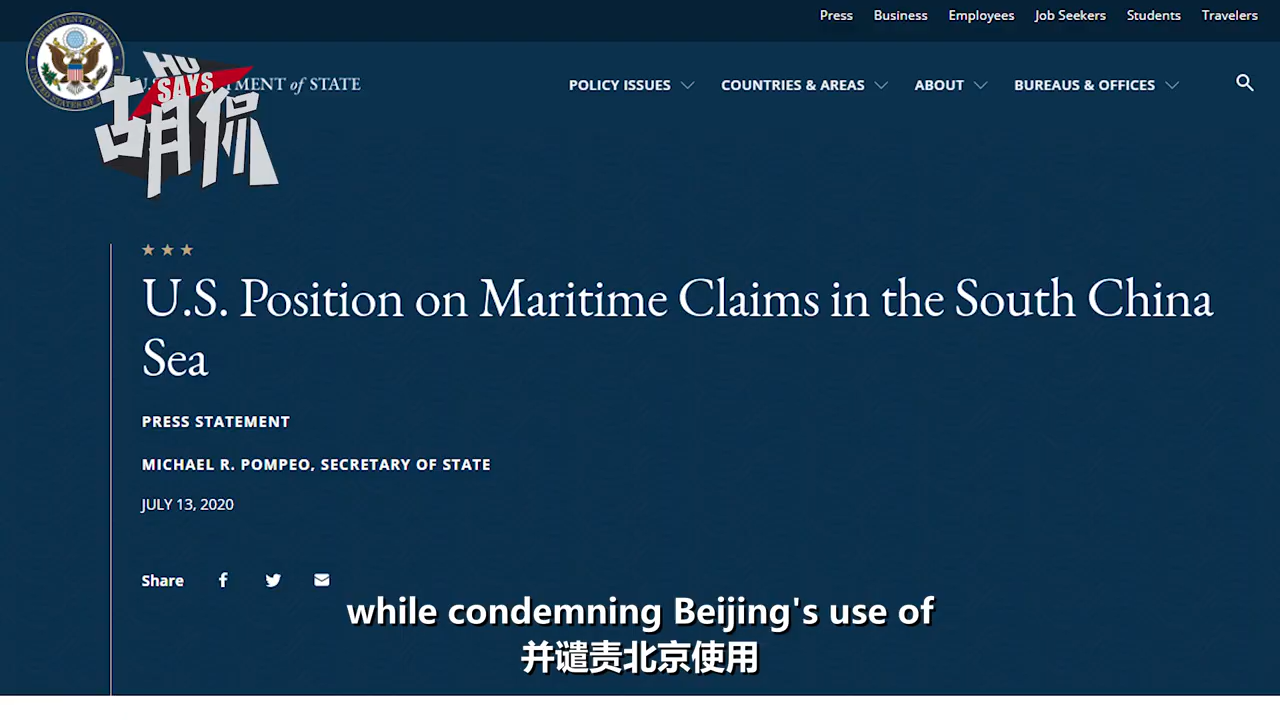 Press Business Employees Job Seekers Students Travelers
HU SAYS
胡侃
MENT of STATE
POLICY ISSUES COUNTRIES & AREAS ABOUT BUREAUS & OFFICES
U.S. Position on Maritime Claims in the South China
Sea
PRESS STATEMENT
MICHAEL R. POMPEO, SECRETARY OF STATE
JULY 13, 2020
Share
while condemning Beijing's use of
并谴责北京使用